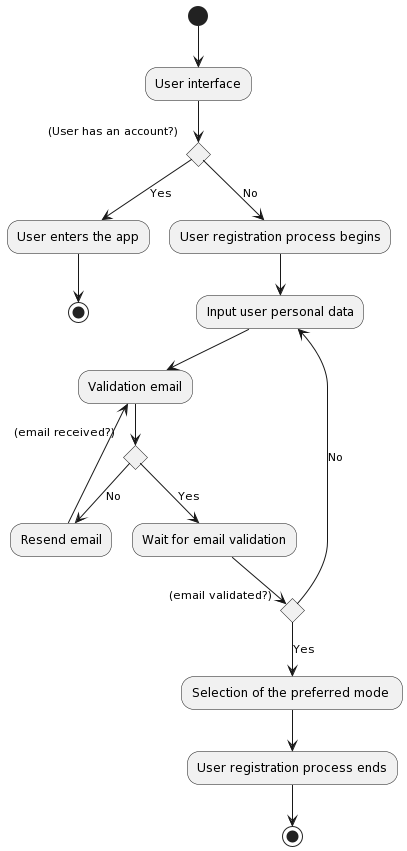 User interface
(User has an account?)
Yes
No
User enters the app
User registration process begins
Input user personal data
Validation email
(email received?)
No
No
Yes
Resend email
Wait for email validation
(email validated?)
Yes
Selection of the preferred mode
User registration process ends